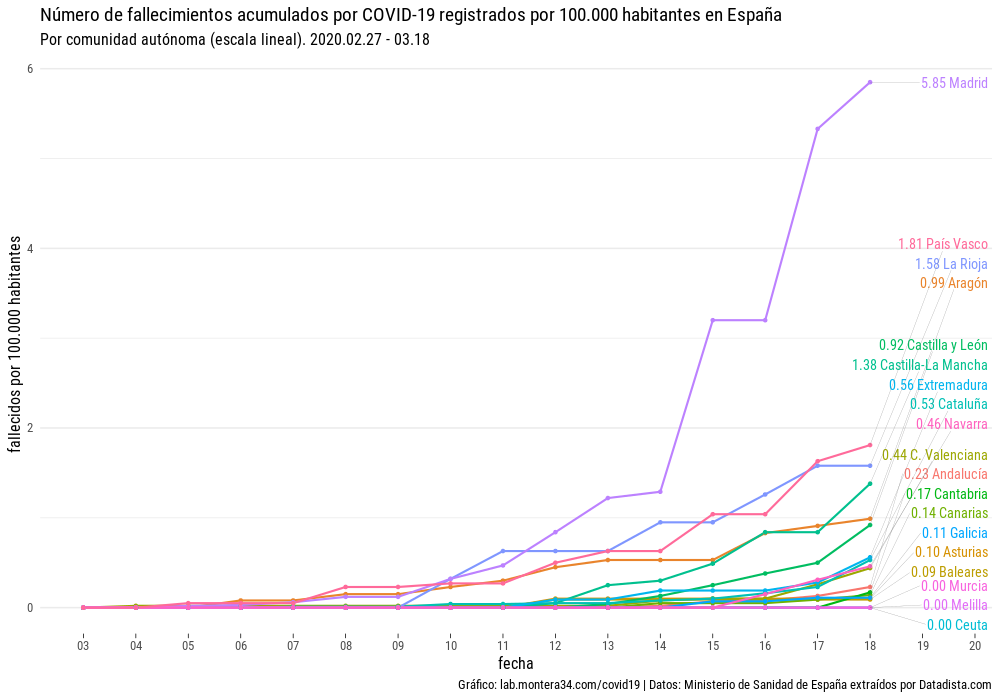 Número de fallecimientos acumulados por COVID-19 registrados por 100.000 habitantes en España
Por comunidad autónoma (escala lineal). 2020.02.27 - 03.18
fallecidos por 100.000 habitantes
6
4
2
0
5.85 Madrid
1.81 País Vasco
1.58 La Rioja
0.99 Aragón
0.92 Castilla y León
1.38 Castilla-La Mancha
0.56 Extremadura
0.53 Cataluña
0.46 Navarra
0.44 C. Valenciana
0.23 Andalucía
0.17 Cantabria
0.14 Canarias
0.11 Galicia
0.10 Asturias
0.09 Baleares
0.00 Murcia
0.00 Melilla
0.00 Ceuta
03 04 05 06 07 08 09 10 11 12 13 14 15 16 17 18 19 20
fecha
Gráfico: lab.montera34.com/covid19 | Datos: Ministerio de Sanidad de España extraídos por Datadista.com